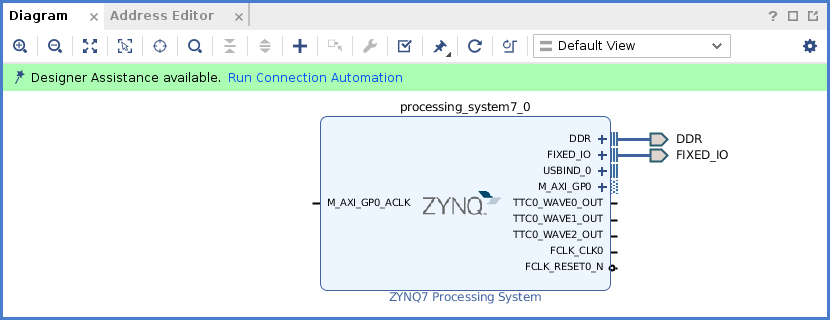 Diagram × Address Editor ×
? 
Default View
Designer Assistance available. Run Connection Automation
processing_system7_0
DDR
DDR
FIXED_IO
FIXED_IO
USBIND_0
M_AXI_GP0
M_AXI_GP0_ACLK
ZYNQ
TTC0_WAVE0_OUT
TTC0_WAVE1_OUT
TTC0_WAVE2_OUT
FCLK_CLK0
FCLK_RESET0_N
ZYNQ7 Processing System